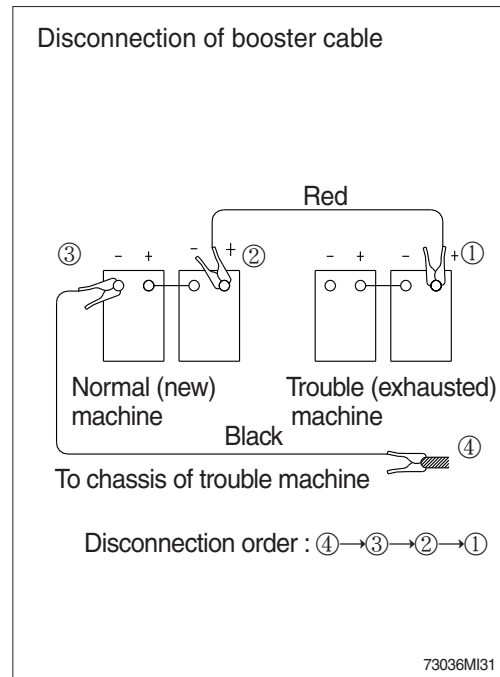 Disconnection of booster cable
Red
③ - + - + ② - + - + ①
Normal (new)
machine
Trouble (exhausted)
machine
Black
④
To chassis of trouble machine
Disconnection order : ④→③→②→①
73036MI31